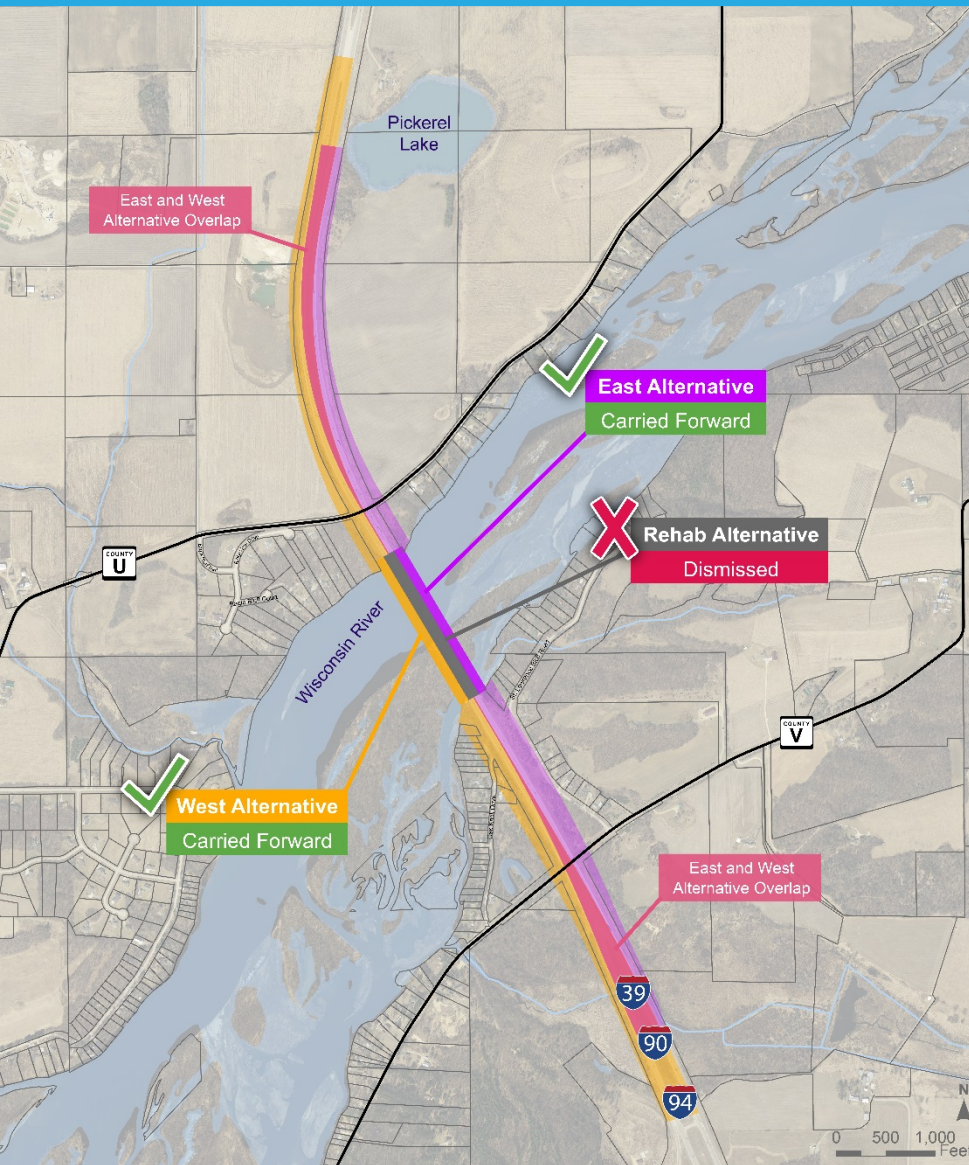 Pickerel
Lake
East and West
Alternative Overlap
East Alternative
Carried Forward
Rehab Alternative
Dismissed
COUNTY
U
Wisconsin River
COUNTY
V
West Alternative
Carried Forward
East and West
Alternative Overlap
39
90
94
N
0 500 1,000
Fee